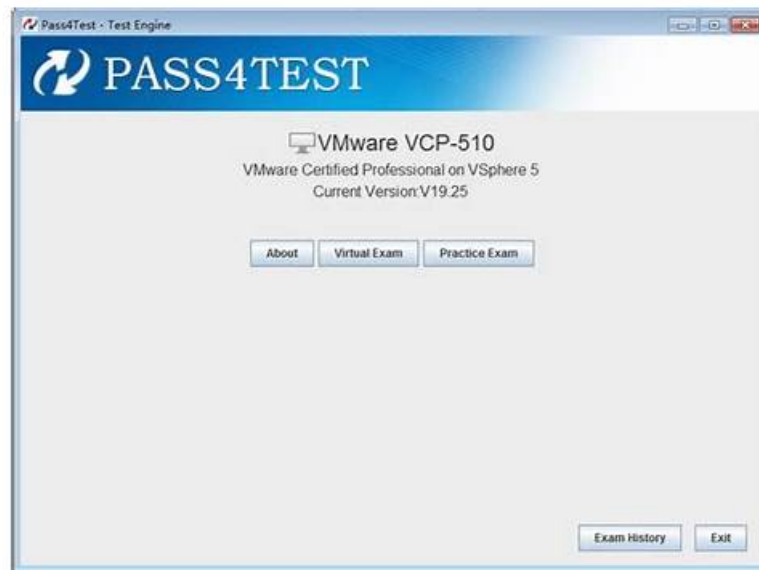 Pass4Test - Test Engine
PASS4TEST
VMware VCP-510
VMware Certified Professional on VSphere 5
Current Version:V19.25
About Virtual Exam Practice Exam
Exam History Exit